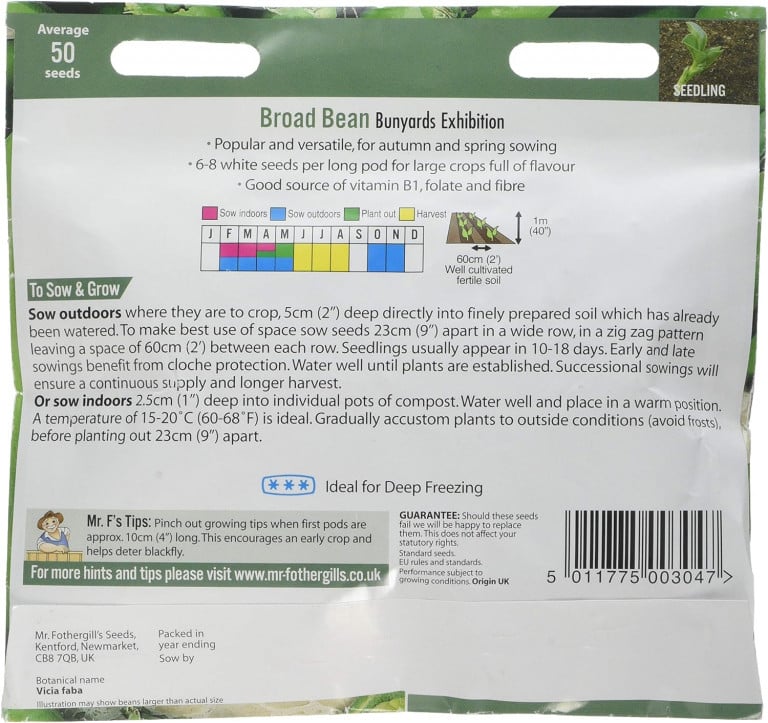 Average
50
seeds
SEEDLING
Broad Bean Bunyards Exhibition
• Popular and versatile, for autumn and spring sowing
• 6-8 white seeds per long pod for large crops full of flavour
• Good source of vitamin B1, folate and fibre
Sow indoors Sow outdoors Plant out Harvest
J F M A M J J A S O N D
1m
(40”)
60cm (2’)
Well cultivated
fertile soil
To Sow & Grow
Sow outdoors where they are to crop, 5cm (2”) deep directly into finely prepared soil which has already
been watered. To make best use of space sow seeds 23cm (9”) apart in a wide row, in a zig zag pattern
leaving a space of 60cm (2’) between each row. Seedlings usually appear in 10-18 days. Early and late
sowings benefit from cloche protection. Water well until plants are established. Successional sowings will
ensure a continuous supply and longer harvest.
Or sow indoors 2.5cm (1”) deep into individual pots of compost. Water well and place in a warm position.
A temperature of 15-20˚C (60-68˚F) is ideal. Gradually accustom plants to outside conditions (avoid frosts),
before planting out 23cm (9”) apart.
Ideal for Deep Freezing
Mr. F's Tips: Pinch out growing tips when first pods are
approx. 10cm (4”) long. This encourages an early crop and
helps deter blackfly.
For more hints and tips please visit www.mr-fothergills.co.uk
GUARANTEE: Should these seeds
fail we will be happy to replace
them. This does not affect your
statutory rights.
Standard seeds.
EU rules and standards.
Performance subject to
growing conditions. Origin UK
5 011775 003047 >
Mr. Fothergill's Seeds,
Kentford, Newmarket,
CB8 7QB, UK
Packed in
year ending
Sow by
Botanical name
Vicia faba
Illustration may show beans larger than actual size